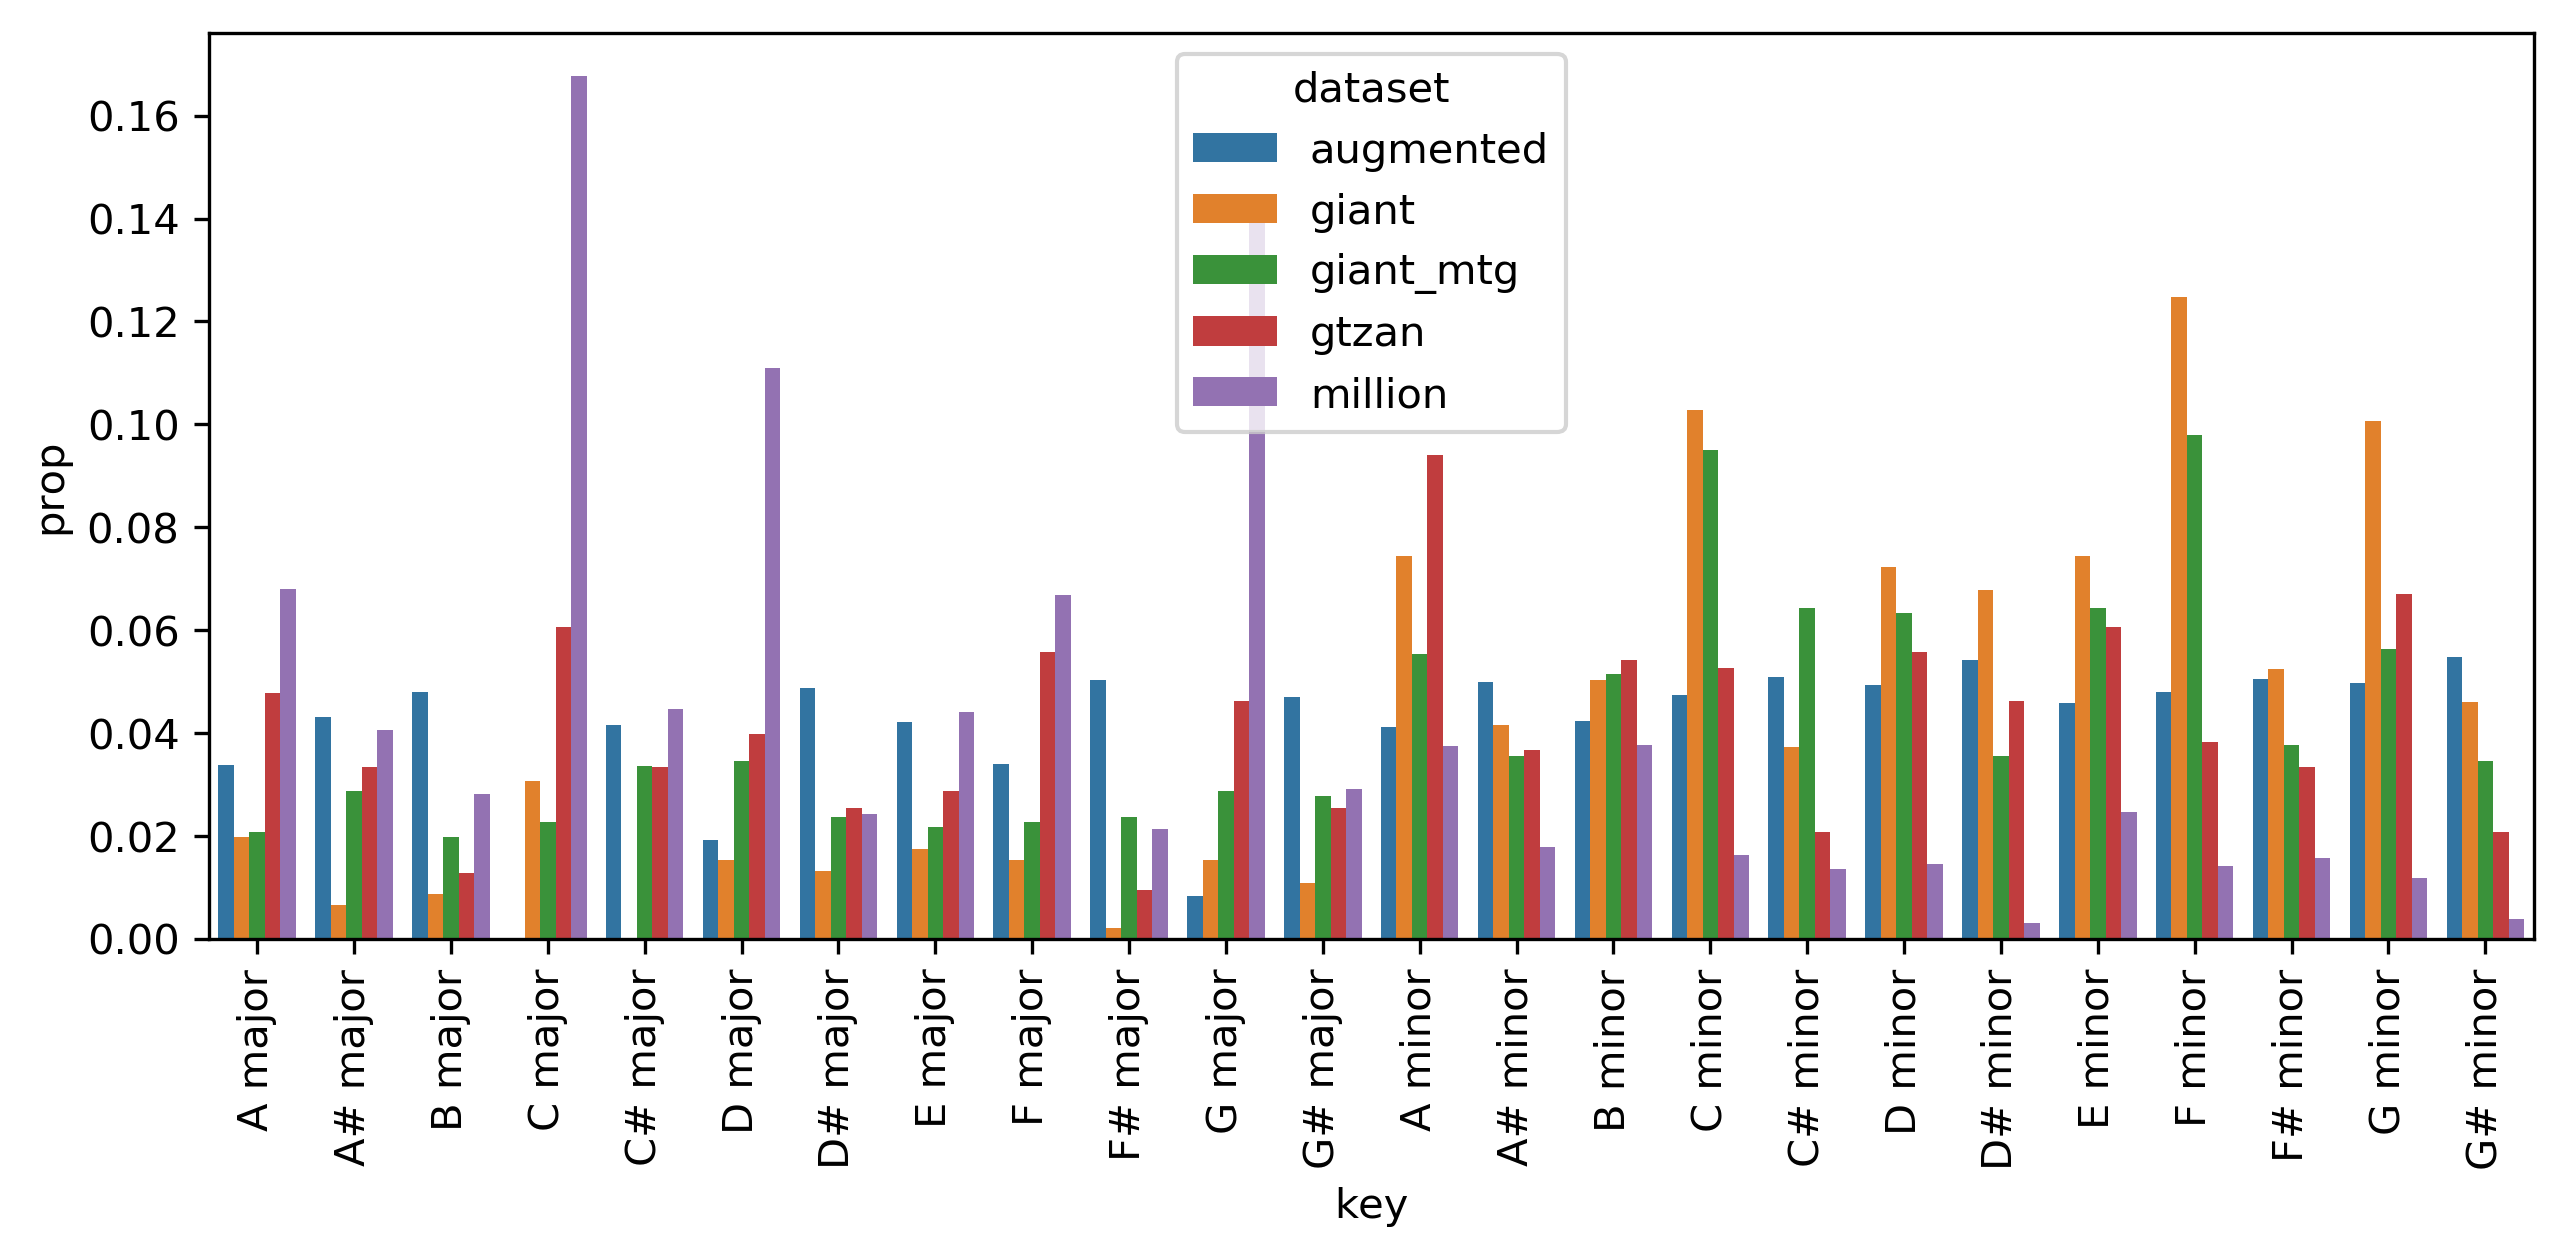 dataset
augmented
giant
giant_mtg
gtzan
million
prop
0.16
0.14
0.12
0.10
0.08
0.06
0.04
0.02
0.00
A major
A# major
B major
C major
C# major
D major
D# major
E major
F major
F# major
G major
G# major
A minor
A# minor
B minor
C minor
C# minor
D minor
D# minor
E minor
F minor
F# minor
G minor
G# minor
key